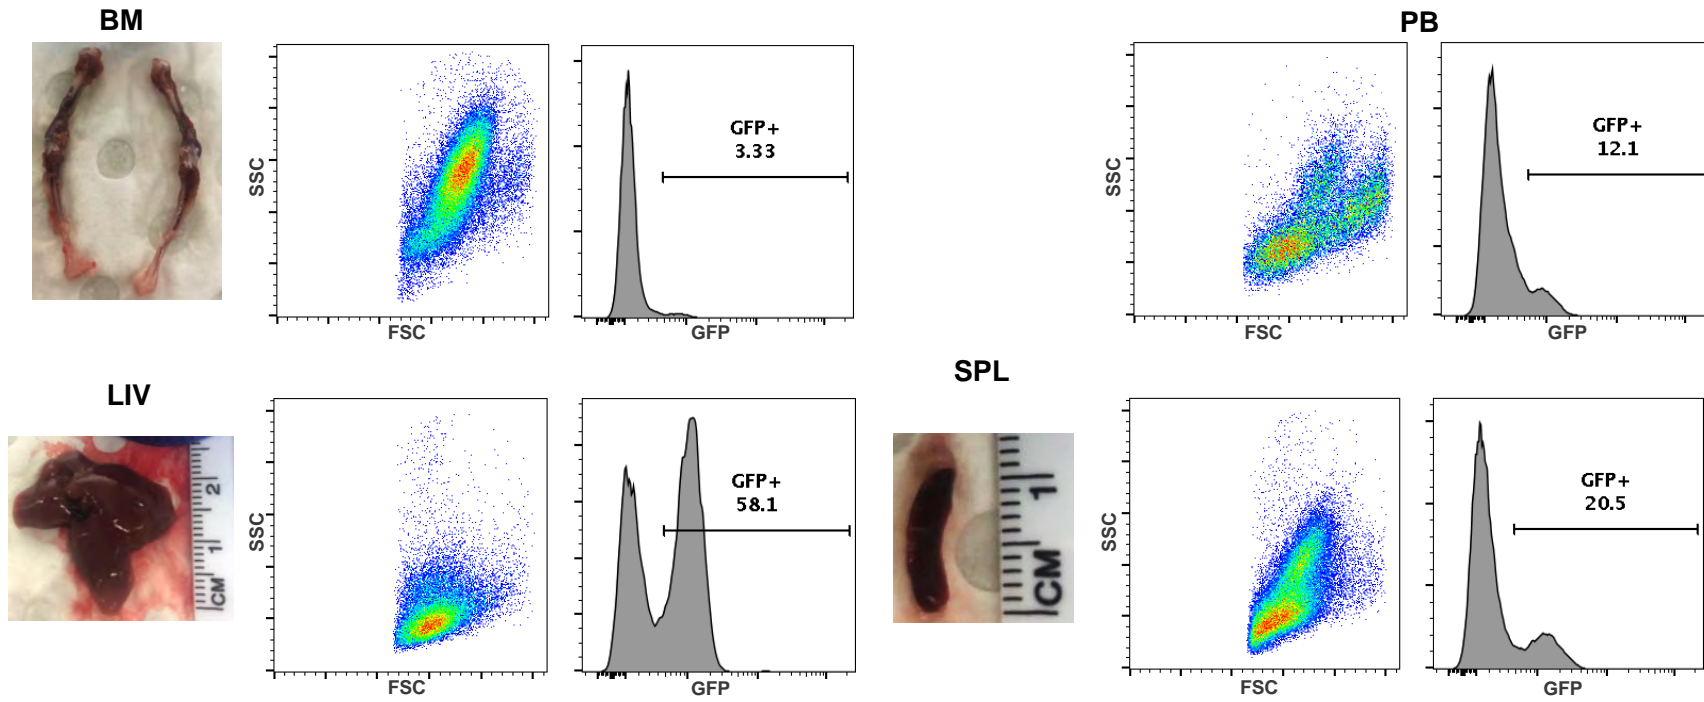 BM
PB
SSC
FSC
GFP+
3.33
GFP
SSC
FSC
GFP+
12.1
GFP
LIV
SPL
2
1
CM
SSC
FSC
GFP+
58.1
GFP
1
CM
SSC
FSC
GFP+
20.5
GFP